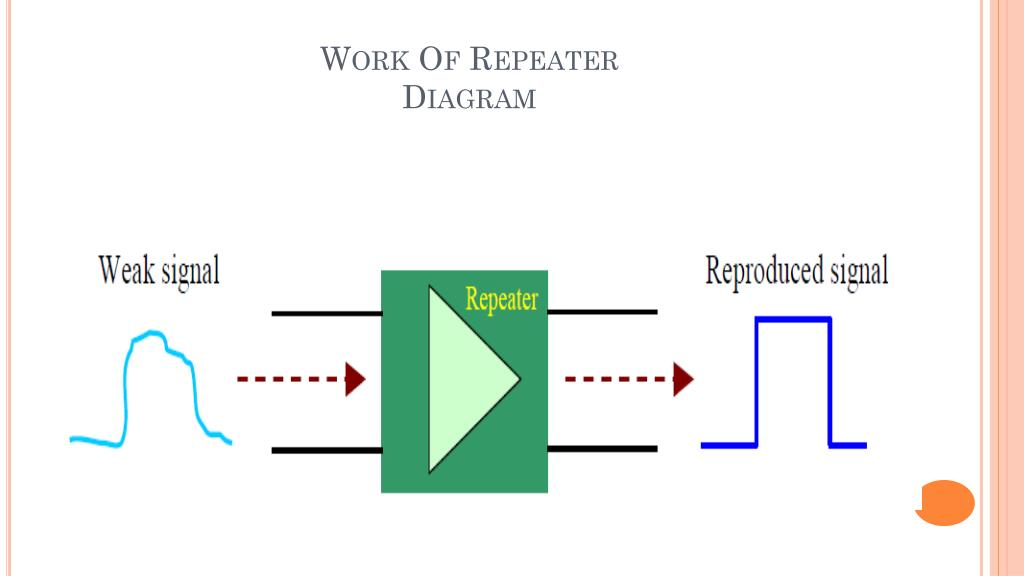 WORK OF REPEATER
DIAGRAM
Weak signal
Repeater
Reproduced signal